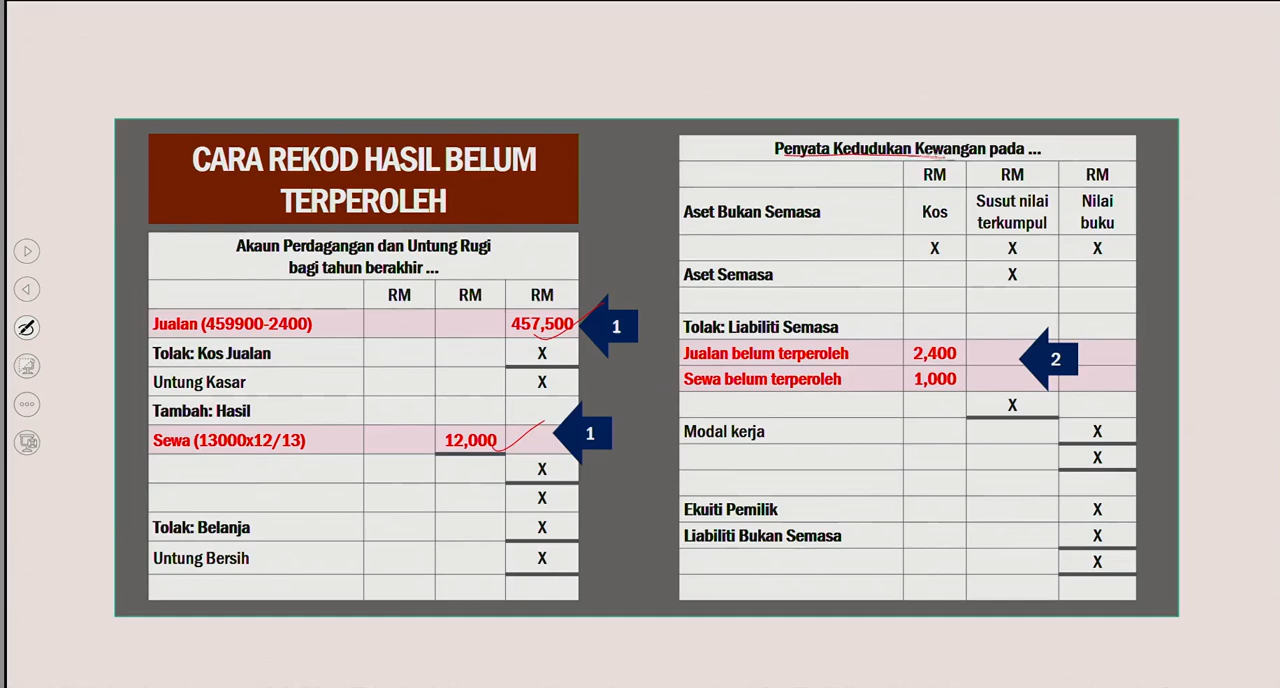 CARA REKOD HASIL BELUM
TERPEROLEH
Akaun Perdagangan dan Untung Rugi
bagi tahun berakhir ...
RM RM RM
Jualan (459900-2400) 457,500
1
Tolak: Kos Jualan X
Untung Kasar X
Tambah: Hasil
Sewa (13000x12/13) 12,000
1
X
X
Tolak: Belanja X
Untung Bersih X
Penyata Kedudukan Kewangan pada ...
RM RM RM
Aset Bukan Semasa Kos Susut nilai terkumpul Nilai buku
X X X
Aset Semasa X
Tolak: Liabiliti Semasa
Jualan belum terperoleh 2,400
2
Sewa belum terperoleh 1,000
X
Modal kerja X
X
Ekuiti Pemilik X
Liabiliti Bukan Semasa X
X